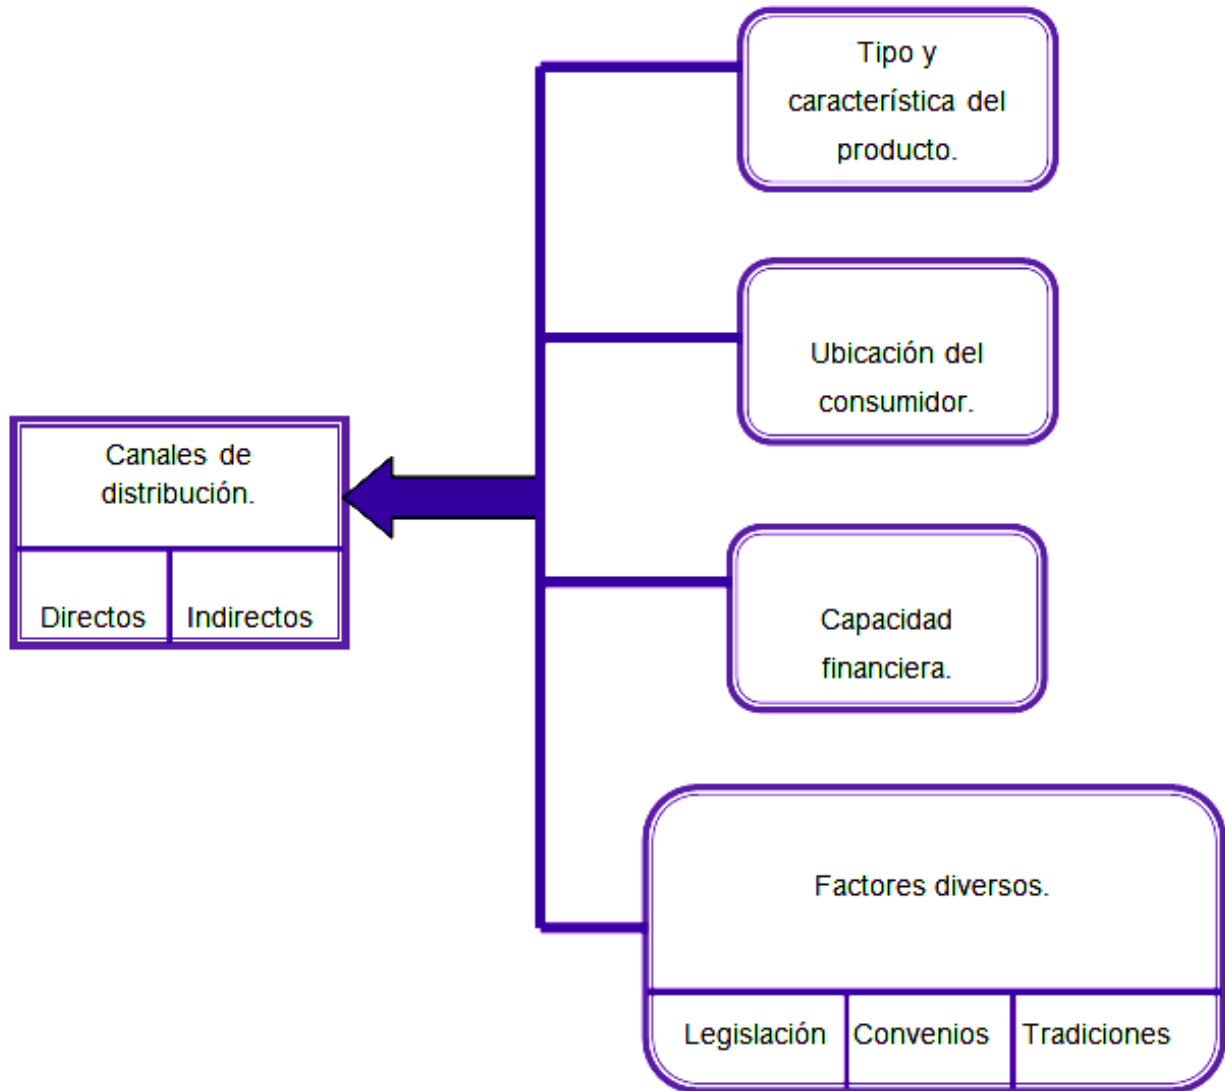 Tipo y
característica del
producto.
Ubicación del
consumidor.
Canales de
distribución.
Directos Indirectos
Capacidad
financiera.
Factores diversos.
Legislación Convenios Tradiciones